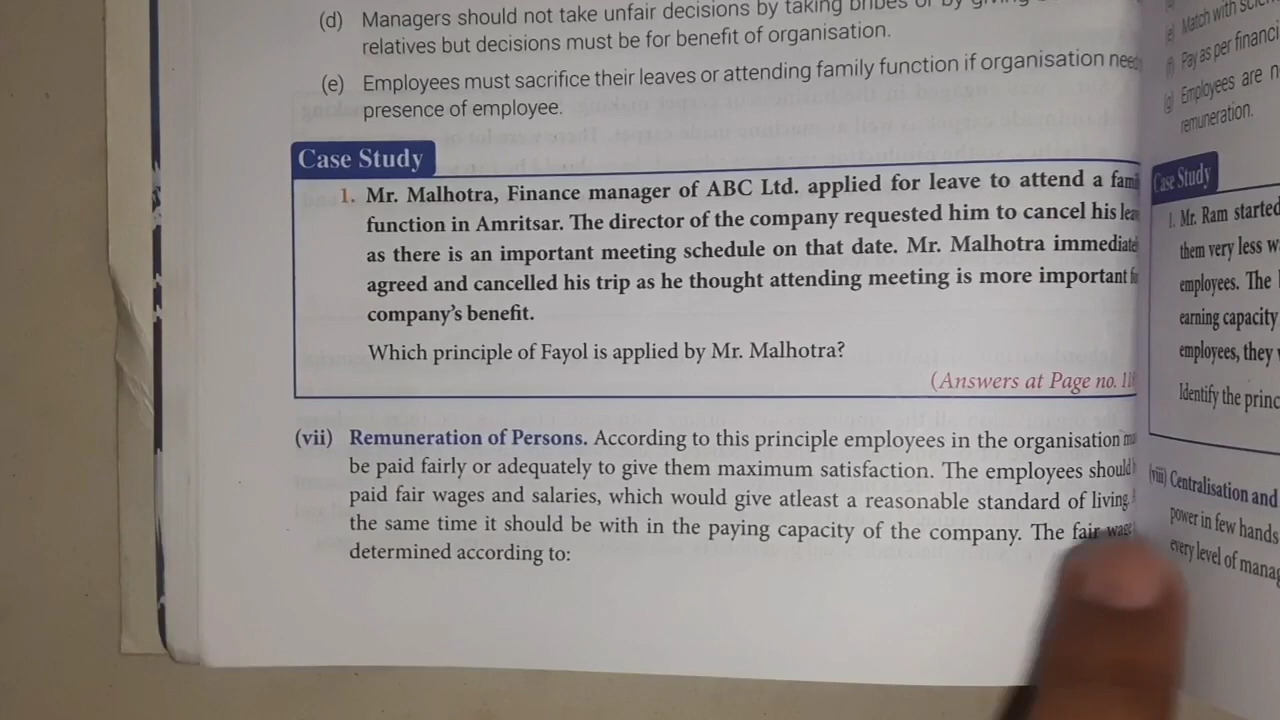 (d) Managers should not take unfair decisions by taking bribes or by
relatives but decisions must be for benefit of organisation.
(e) Employees must sacrifice their leaves or attending family function if organisation
presence of employee.
Case Study
1. Mr. Malhotra, Finance manager of ABC Ltd. applied for leave to attend a
function in Amritsar. The director of the company requested him to cancel his
as there is an important meeting schedule on that date. Mr. Malhotra
agreed and cancelled his trip as he thought attending meeting is more important
company's benefit.
Which principle of Fayol is applied by Mr. Malhotra?
(Answers at Page no.
(vii) Remuneration of Persons. According to this principle employees in the organisation
be paid fairly or adequately to give them maximum satisfaction. The employees should
paid fair wages and salaries, which would give atleast a reasonable standard of living.
the same time it should be with in the paying capacity of the company. The fair
determined according to:
(e) Match with
(f) Pay as per
(g) Employees are
remuneration.
Case Study
1. Mr. Ram started
them very less
employees. The
earning capacity
employees, they
Identify the
(viii) Centralisation and
power in few hands
every level of